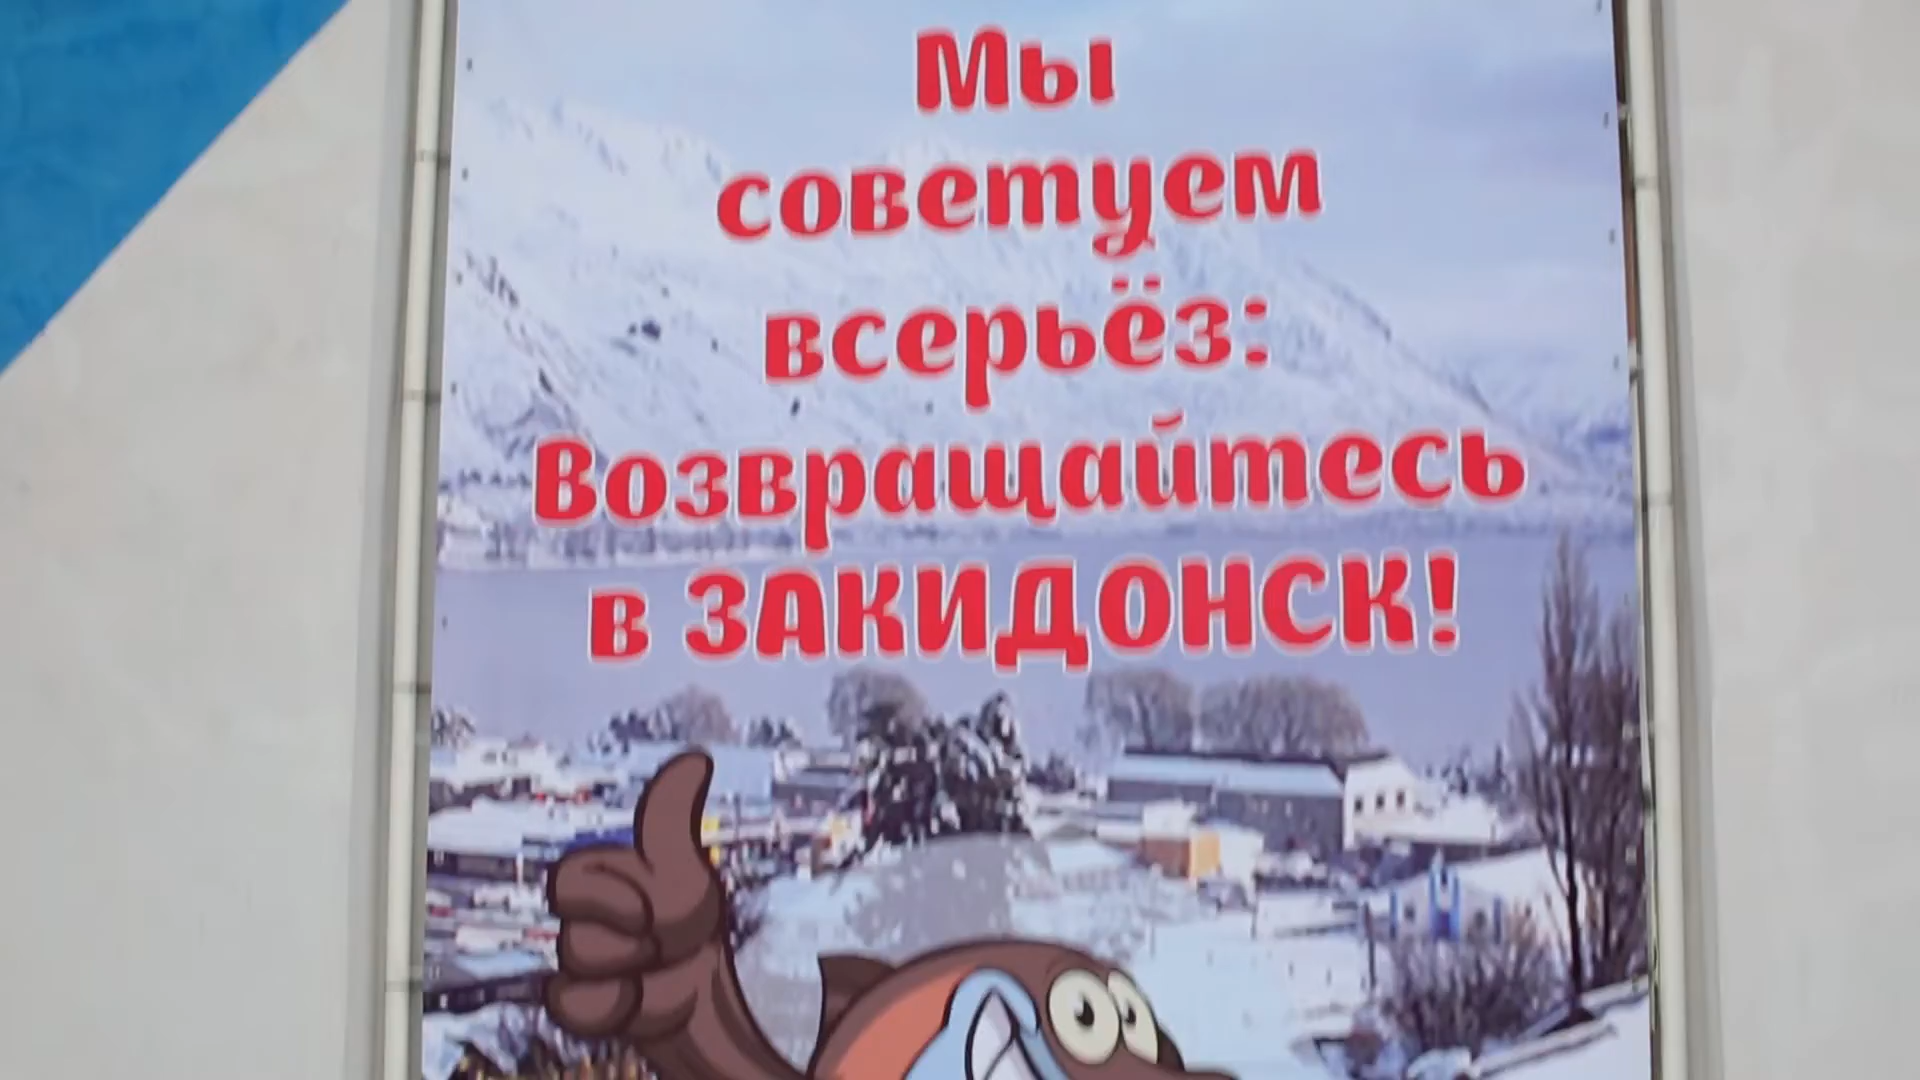 Мы
советуем
всерьёз:
Возвращайтесь
в ЗАКИДОНСК!